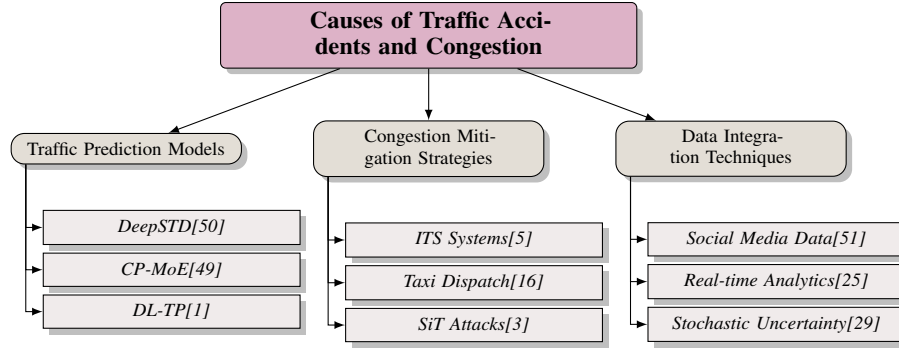 Causes of Traffic Acci-
dents and Congestion
Traffic Prediction Models
DeepSTD[50]
CP-MoE[49]
DL-TP[1]
Congestion Miti-
gation Strategies
ITS Systems[5]
Taxi Dispatch[16]
SiT Attacks[3]
Data Integra-
tion Techniques
Social Media Data[51]
Real-time Analytics[25]
Stochastic Uncertainty[29]